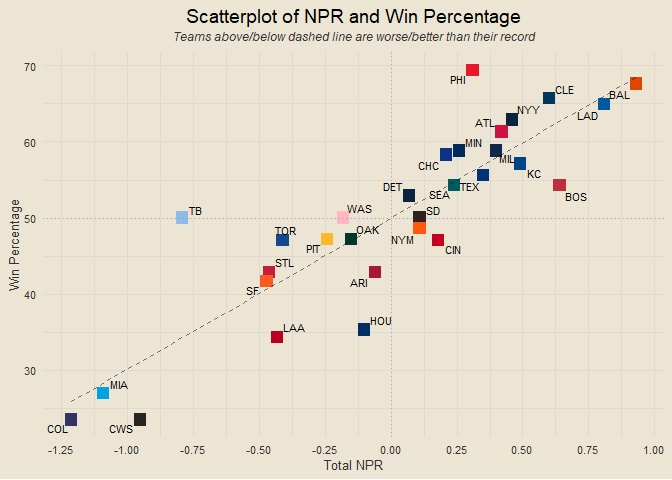 Scatterplot of NPR and Win Percentage
Teams above/below dashed line are worse/better than their record
Win Percentage
70
60
50
40
30
PHI
CLE
BAL
LAD
NYY
ATL
MIN
MIL
CHC
KC
DET
SEA
TEX
BOS
TB
WAS
SD
TOR
OAK
PIT
NYM
CIN
STL
SF
ARI
LAA
HOU
MIA
COL
CWS
-1.25
-1.00
-0.75
-0.50
-0.25
0.00
0.25
0.50
0.75
1.00
Total NPR